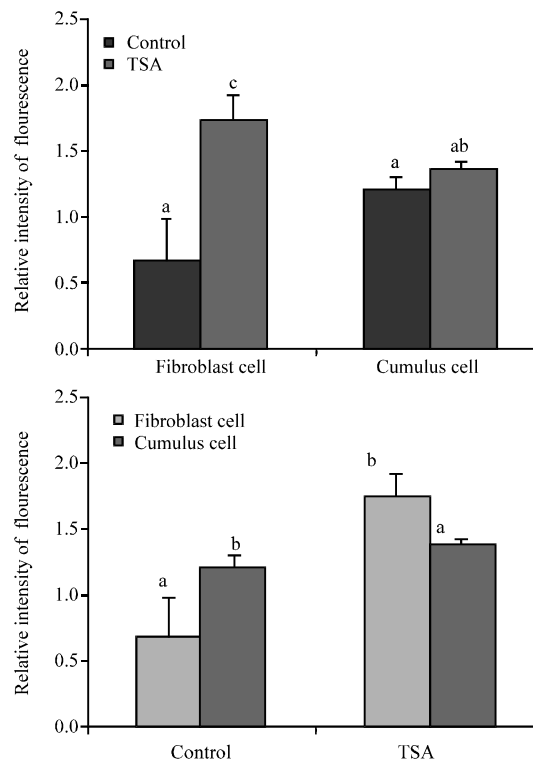 Control
TSA
Relative intensity of flourescence
2.5
2.0
1.5
1.0
0.5
0.0
a
c
a
ab
Fibroblast cell
Cumulus cell
Fibroblast cell
Cumulus cell
Relative intensity of flourescence
2.5
2.0
1.5
1.0
0.5
0.0
a
b
b
a
Control
TSA